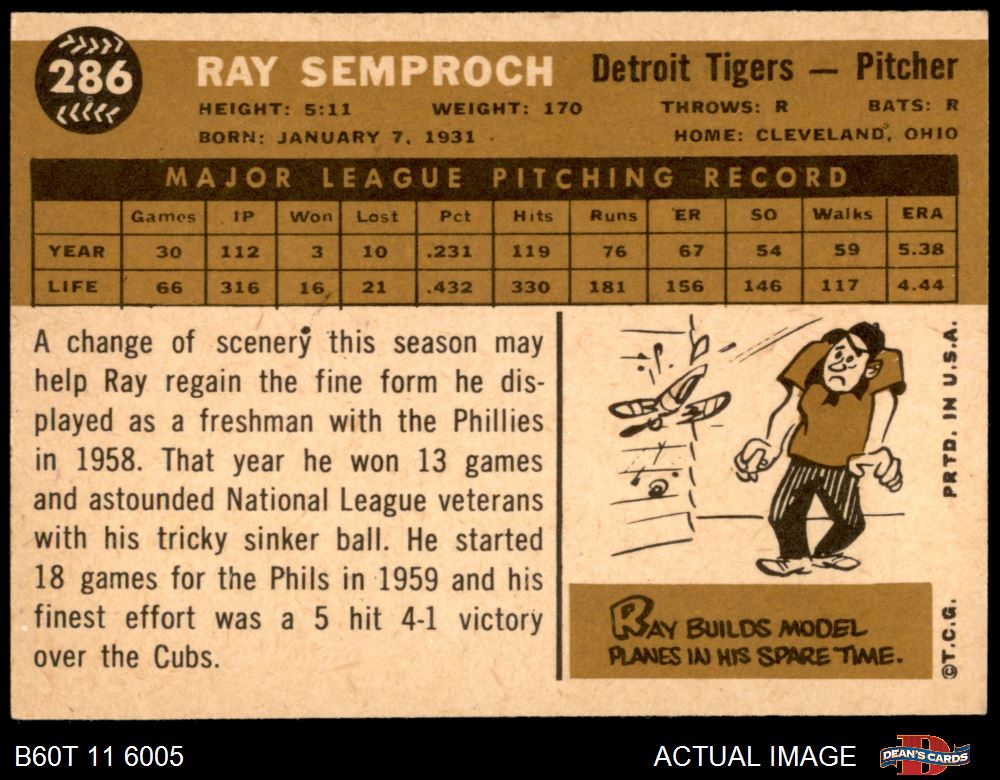 286
RAY SEMPROCH Detroit Tigers — Pitcher
HEIGHT: 5:11 WEIGHT: 170 THROWS: R BATS: R
BORN: JANUARY 7, 1931 HOME: CLEVELAND, OHIO
MAJOR LEAGUE PITCHING RECORD
Games IP Won Lost Pct Hits Runs ER SO Walks ERA
YEAR 30 112 3 10 .231 119 76 67 54 59 5.38
LIFE 66 316 16 21 .432 330 181 156 146 117 4.44
A change of scenery this season may
help Ray regain the fine form he dis-
played as a freshman with the Phillies
in 1958. That year he won 13 games
and astounded National League veterans
with his tricky sinker ball. He started
18 games for the Phils in 1959 and his
finest effort was a 5 hit 4-1 victory
over the Cubs.
RAY BUILDS MODEL
PLANES IN HIS SPARE TIME.
©T.C.G. PRTD. IN U.S.A.
B60T 11 6005 ACTUAL IMAGE DEAN'S CARDS